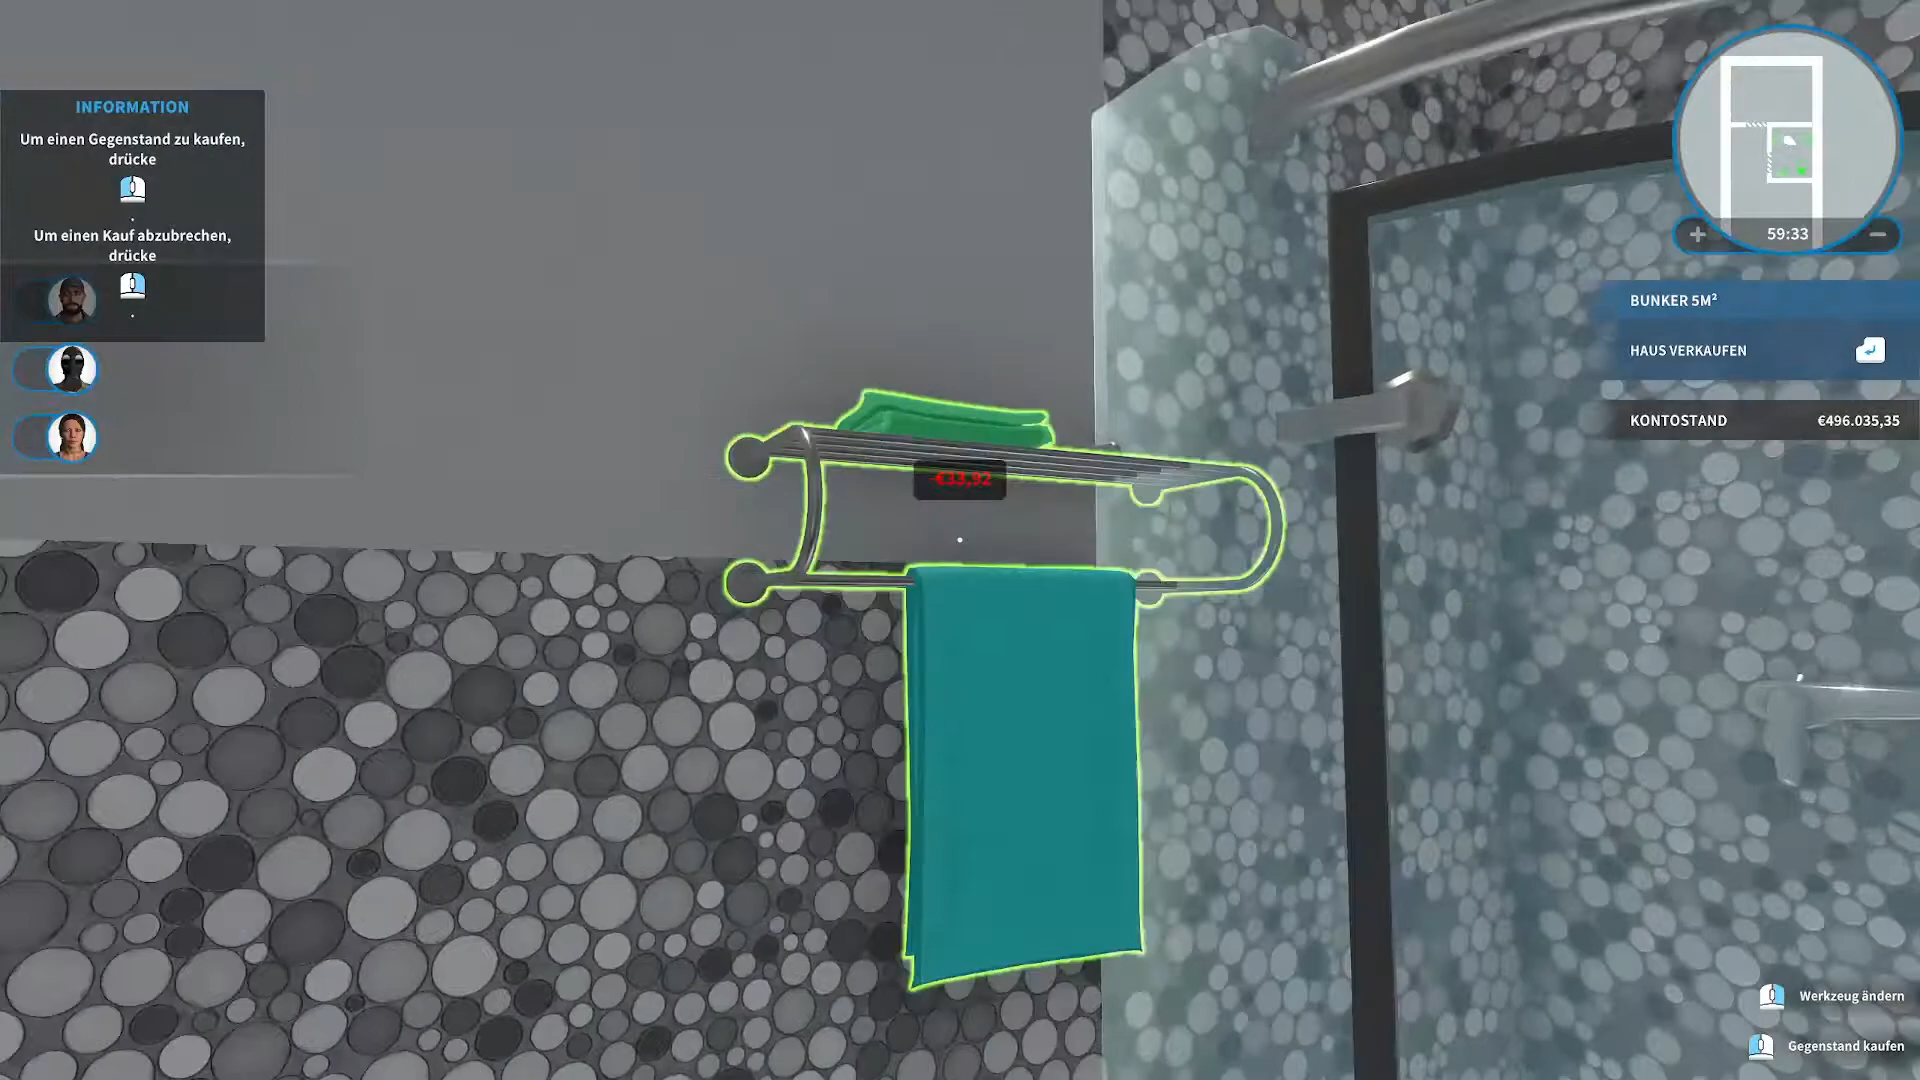 INFORMATION
Um einen Gegenstand zu kaufen,
drücke
.
Um einen Kauf abzubrechen,
drücke
.
59:33
BUNKER 5M²
HAUS VERKAUFEN
KONTOSTAND €496.035,35
-€33,92
Werkzeug ändern
Gegenstand kaufen